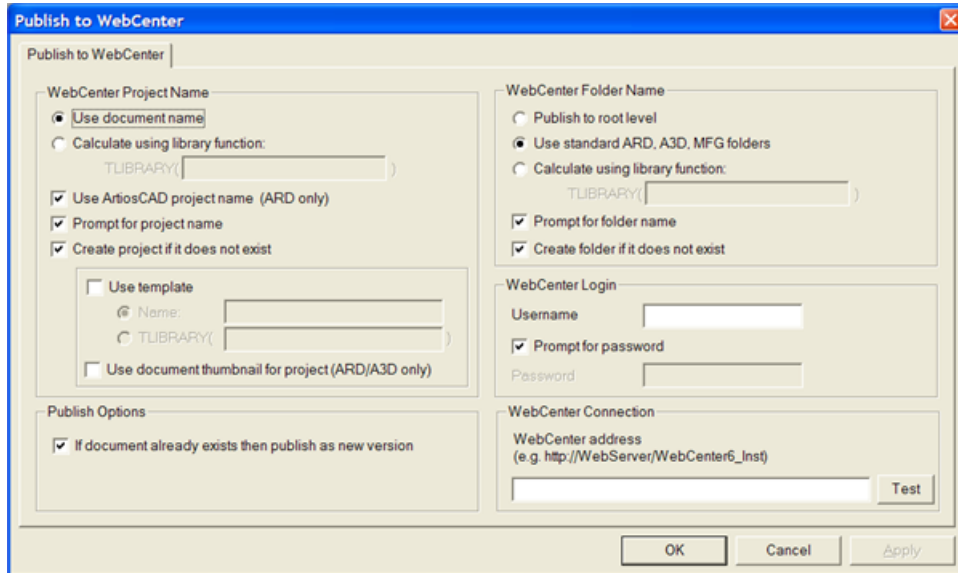 Publish to WebCenter
Publish to WebCenter
WebCenter Project Name
Use document name
Calculate using library function:
TLIBRARY( )
Use ArtiosCAD project name (ARD only)
Prompt for project name
Create project if it does not exist
Use template
Name:
TLIBRARY( )
Use document thumbnail for project (ARD/A3D only)
Publish Options
If document already exists then publish as new version
WebCenter Folder Name
Publish to root level
Use standard ARD, A3D, MFG folders
Calculate using library function:
TLIBRARY( )
Prompt for folder name
Create folder if it does not exist
WebCenter Login
Username
Prompt for password
Password
WebCenter Connection
WebCenter address
(e.g. http://WebServer/WebCenter6_Inst)
Test
OK Cancel Apply